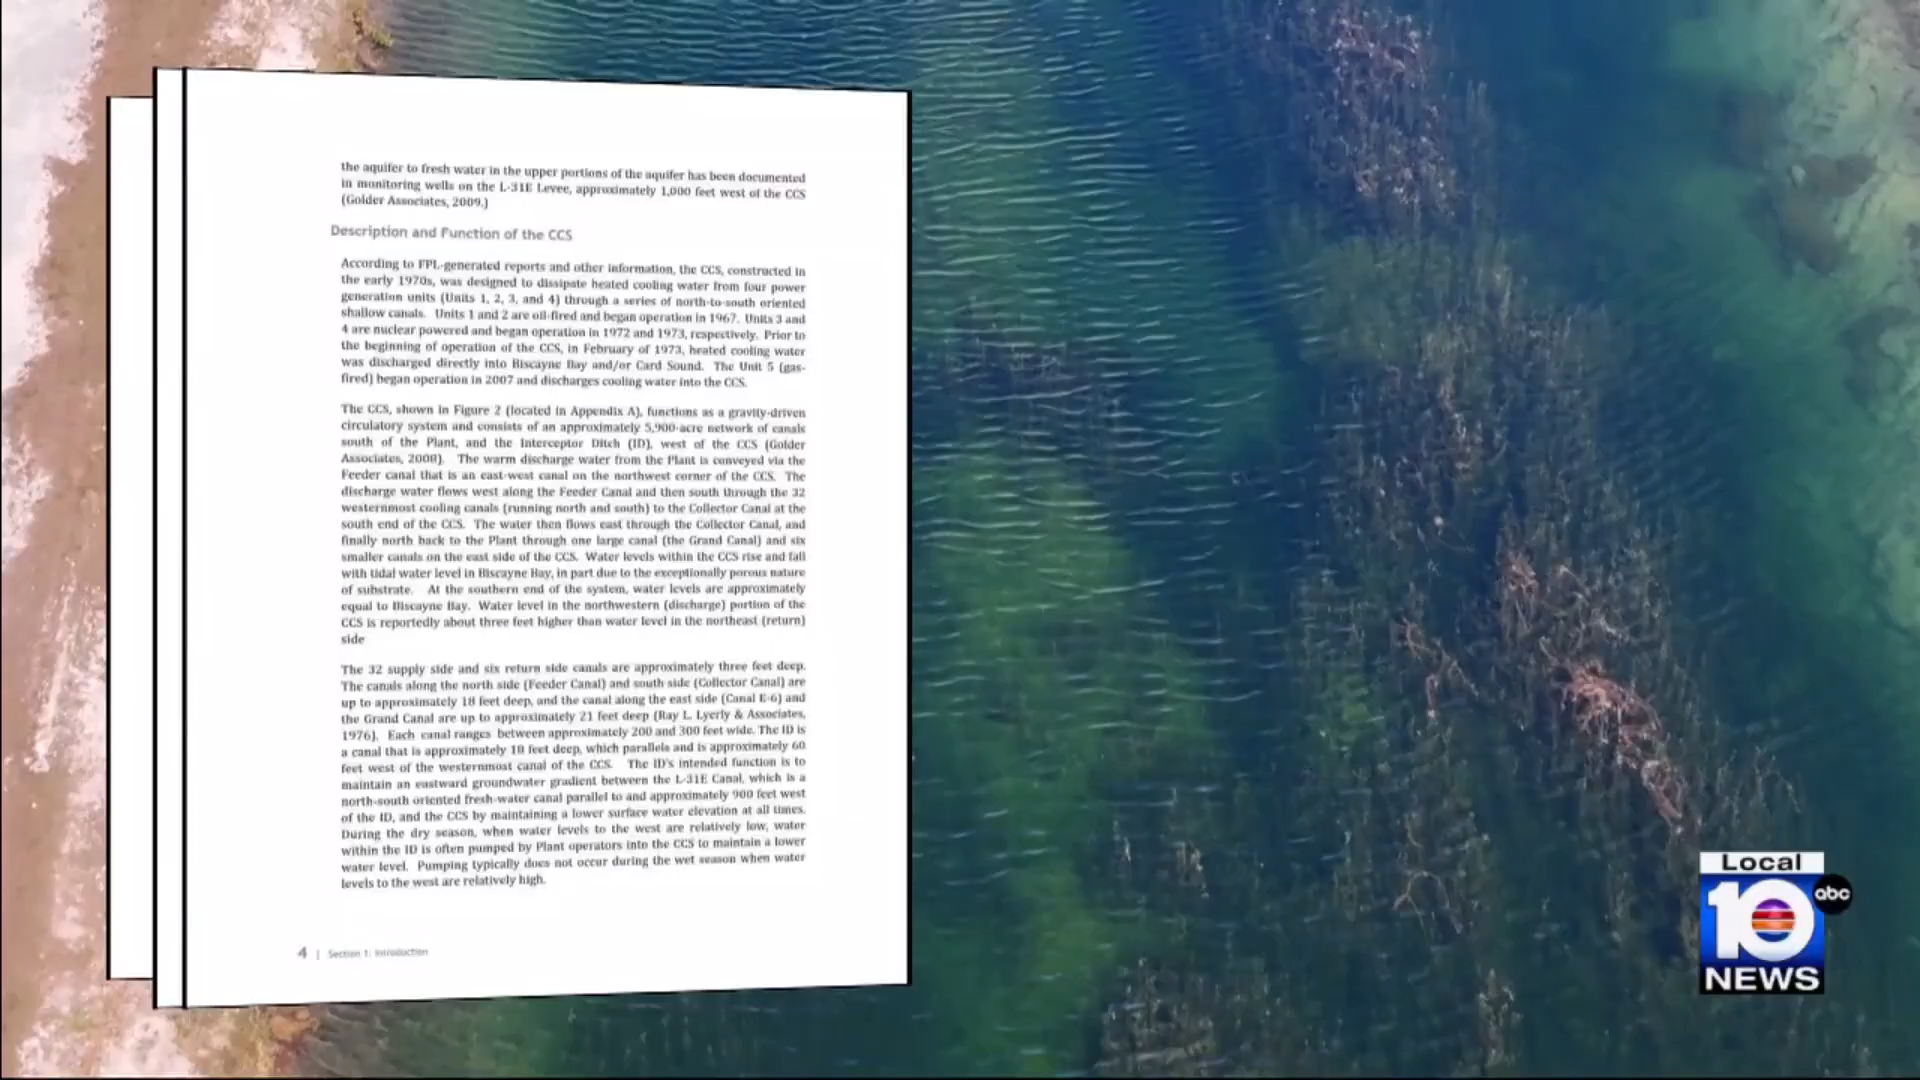 the aquifer to fresh water in the upper portions of the aquifer has been documented
in monitoring wells on the L-31E Levee, approximately 1,000 feet west of the CCS
(Golder Associates, 2009.)
Description and Function of the CCS
According to FPL-generated reports and other information, the CCS, constructed in
the early 1970s, was designed to dissipate heated cooling water from four power
generation units (Units 1, 2, 3, and 4) through a series of north-to-south oriented
shallow canals. Units 1 and 2 are oil-fired and began operation in 1967. Units 3 and
4 are nuclear powered and began operation in 1972 and 1973, respectively. Prior to
the beginning of operation of the CCS, in February of 1973, heated cooling water
was discharged directly into Biscayne Bay and/or Card Sound. The Unit 5 (gas-
fired) began operation in 2007 and discharges cooling water into the CCS.
The CCS, shown in Figure 2 (located in Appendix A), functions as a gravity-driven
circulatory system and consists of an approximately 5,900-acre network of canals
south of the Plant, and the Interceptor Ditch (ID), west of the CCS (Golder
Associates, 2008). The warm discharge water from the Plant is conveyed via the
Feeder canal that is an east-west canal on the northwest corner of the CCS. The
discharge water flows west along the Feeder Canal and then south through the 32
westernmost cooling canals (running north and south) to the Collector Canal at the
south end of the CCS. The water then flows east through the Collector Canal, and
finally north back to the Plant through one large canal (the Grand Canal) and six
smaller canals on the east side of the CCS. Water levels within the CCS rise and fall
with tidal water level in Biscayne Bay, in part due to the exceptionally porous nature
of substrate. At the southern end of the system, water levels are approximately
equal to Biscayne Bay. Water level in the northwestern (discharge) portion of the
CCS is reportedly about three feet higher than water level in the northeast (return)
side
The 32 supply side and six return side canals are approximately three feet deep.
The canals along the north side (Feeder Canal) and south side (Collector Canal) are
up to approximately 18 feet deep, and the canal along the east side (Canal E-6) and
the Grand Canal are up to approximately 21 feet deep (Ray L. Lyerly & Associates,
1976). Each canal ranges between approximately 200 and 300 feet wide. The ID is
a canal that is approximately 18 feet deep, which parallels and is approximately 60
feet west of the westernmost canal of the CCS. The ID's intended function is to
maintain an eastward groundwater gradient between the L-31E Canal, which is a
north-south oriented fresh-water canal parallel to and approximately 900 feet west
of the ID, and the CCS by maintaining a lower surface water elevation at all times.
During the dry season, when water levels to the west are relatively low, water
within the ID is often pumped by Plant operators into the CCS to maintain a lower
water level. Pumping typically does not occur during the wet season when water
levels to the west are relatively high.
4 | Section 1: Introduction
Local
10 abc
NEWS